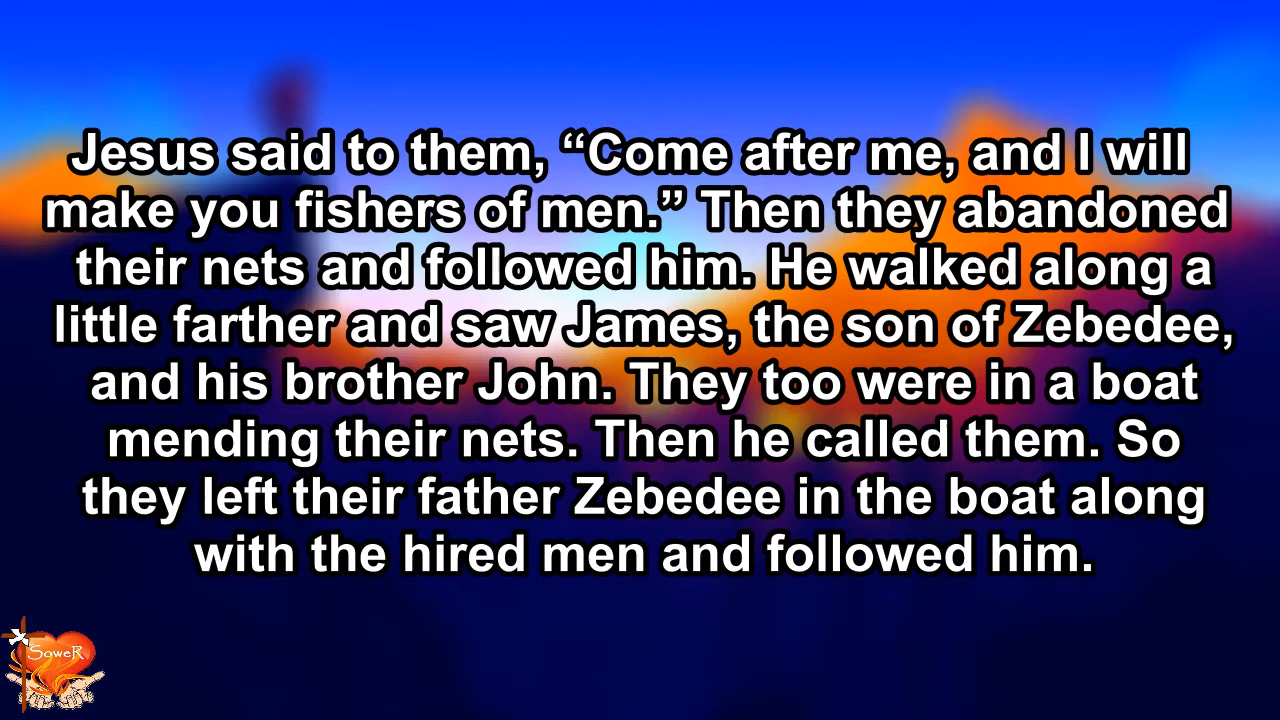 Jesus said to them, “Come after me, and I will
make you fishers of men.” Then they abandoned
their nets and followed him. He walked along a
little farther and saw James, the son of Zebedee,
and his brother John. They too were in a boat
mending their nets. Then he called them. So
they left their father Zebedee in the boat along
with the hired men and followed him.
SoweR